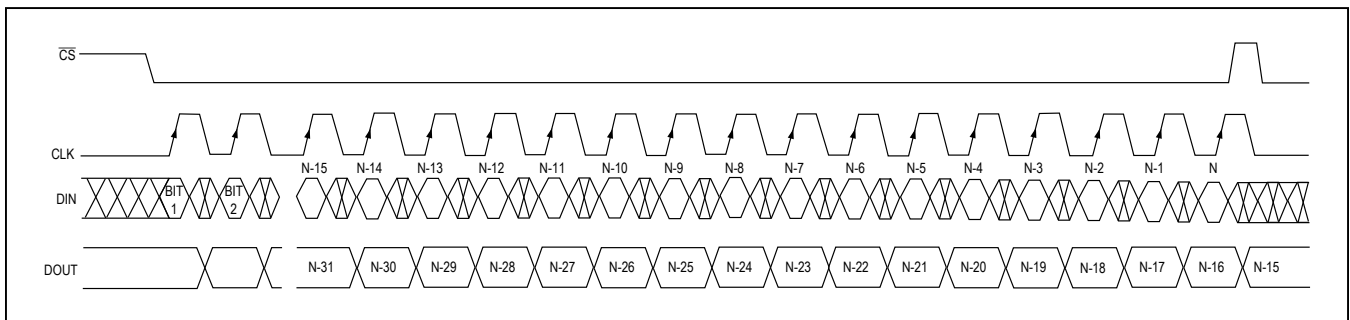 CS
CLK
N-15 N-14 N-13 N-12 N-11 N-10 N-9 N-8 N-7 N-6 N-5 N-4 N-3 N-2 N-1 N
DIN BIT 1 BIT 2
DOUT N-31 N-30 N-29 N-28 N-27 N-26 N-25 N-24 N-23 N-22 N-21 N-20 N-19 N-18 N-17 N-16 N-15